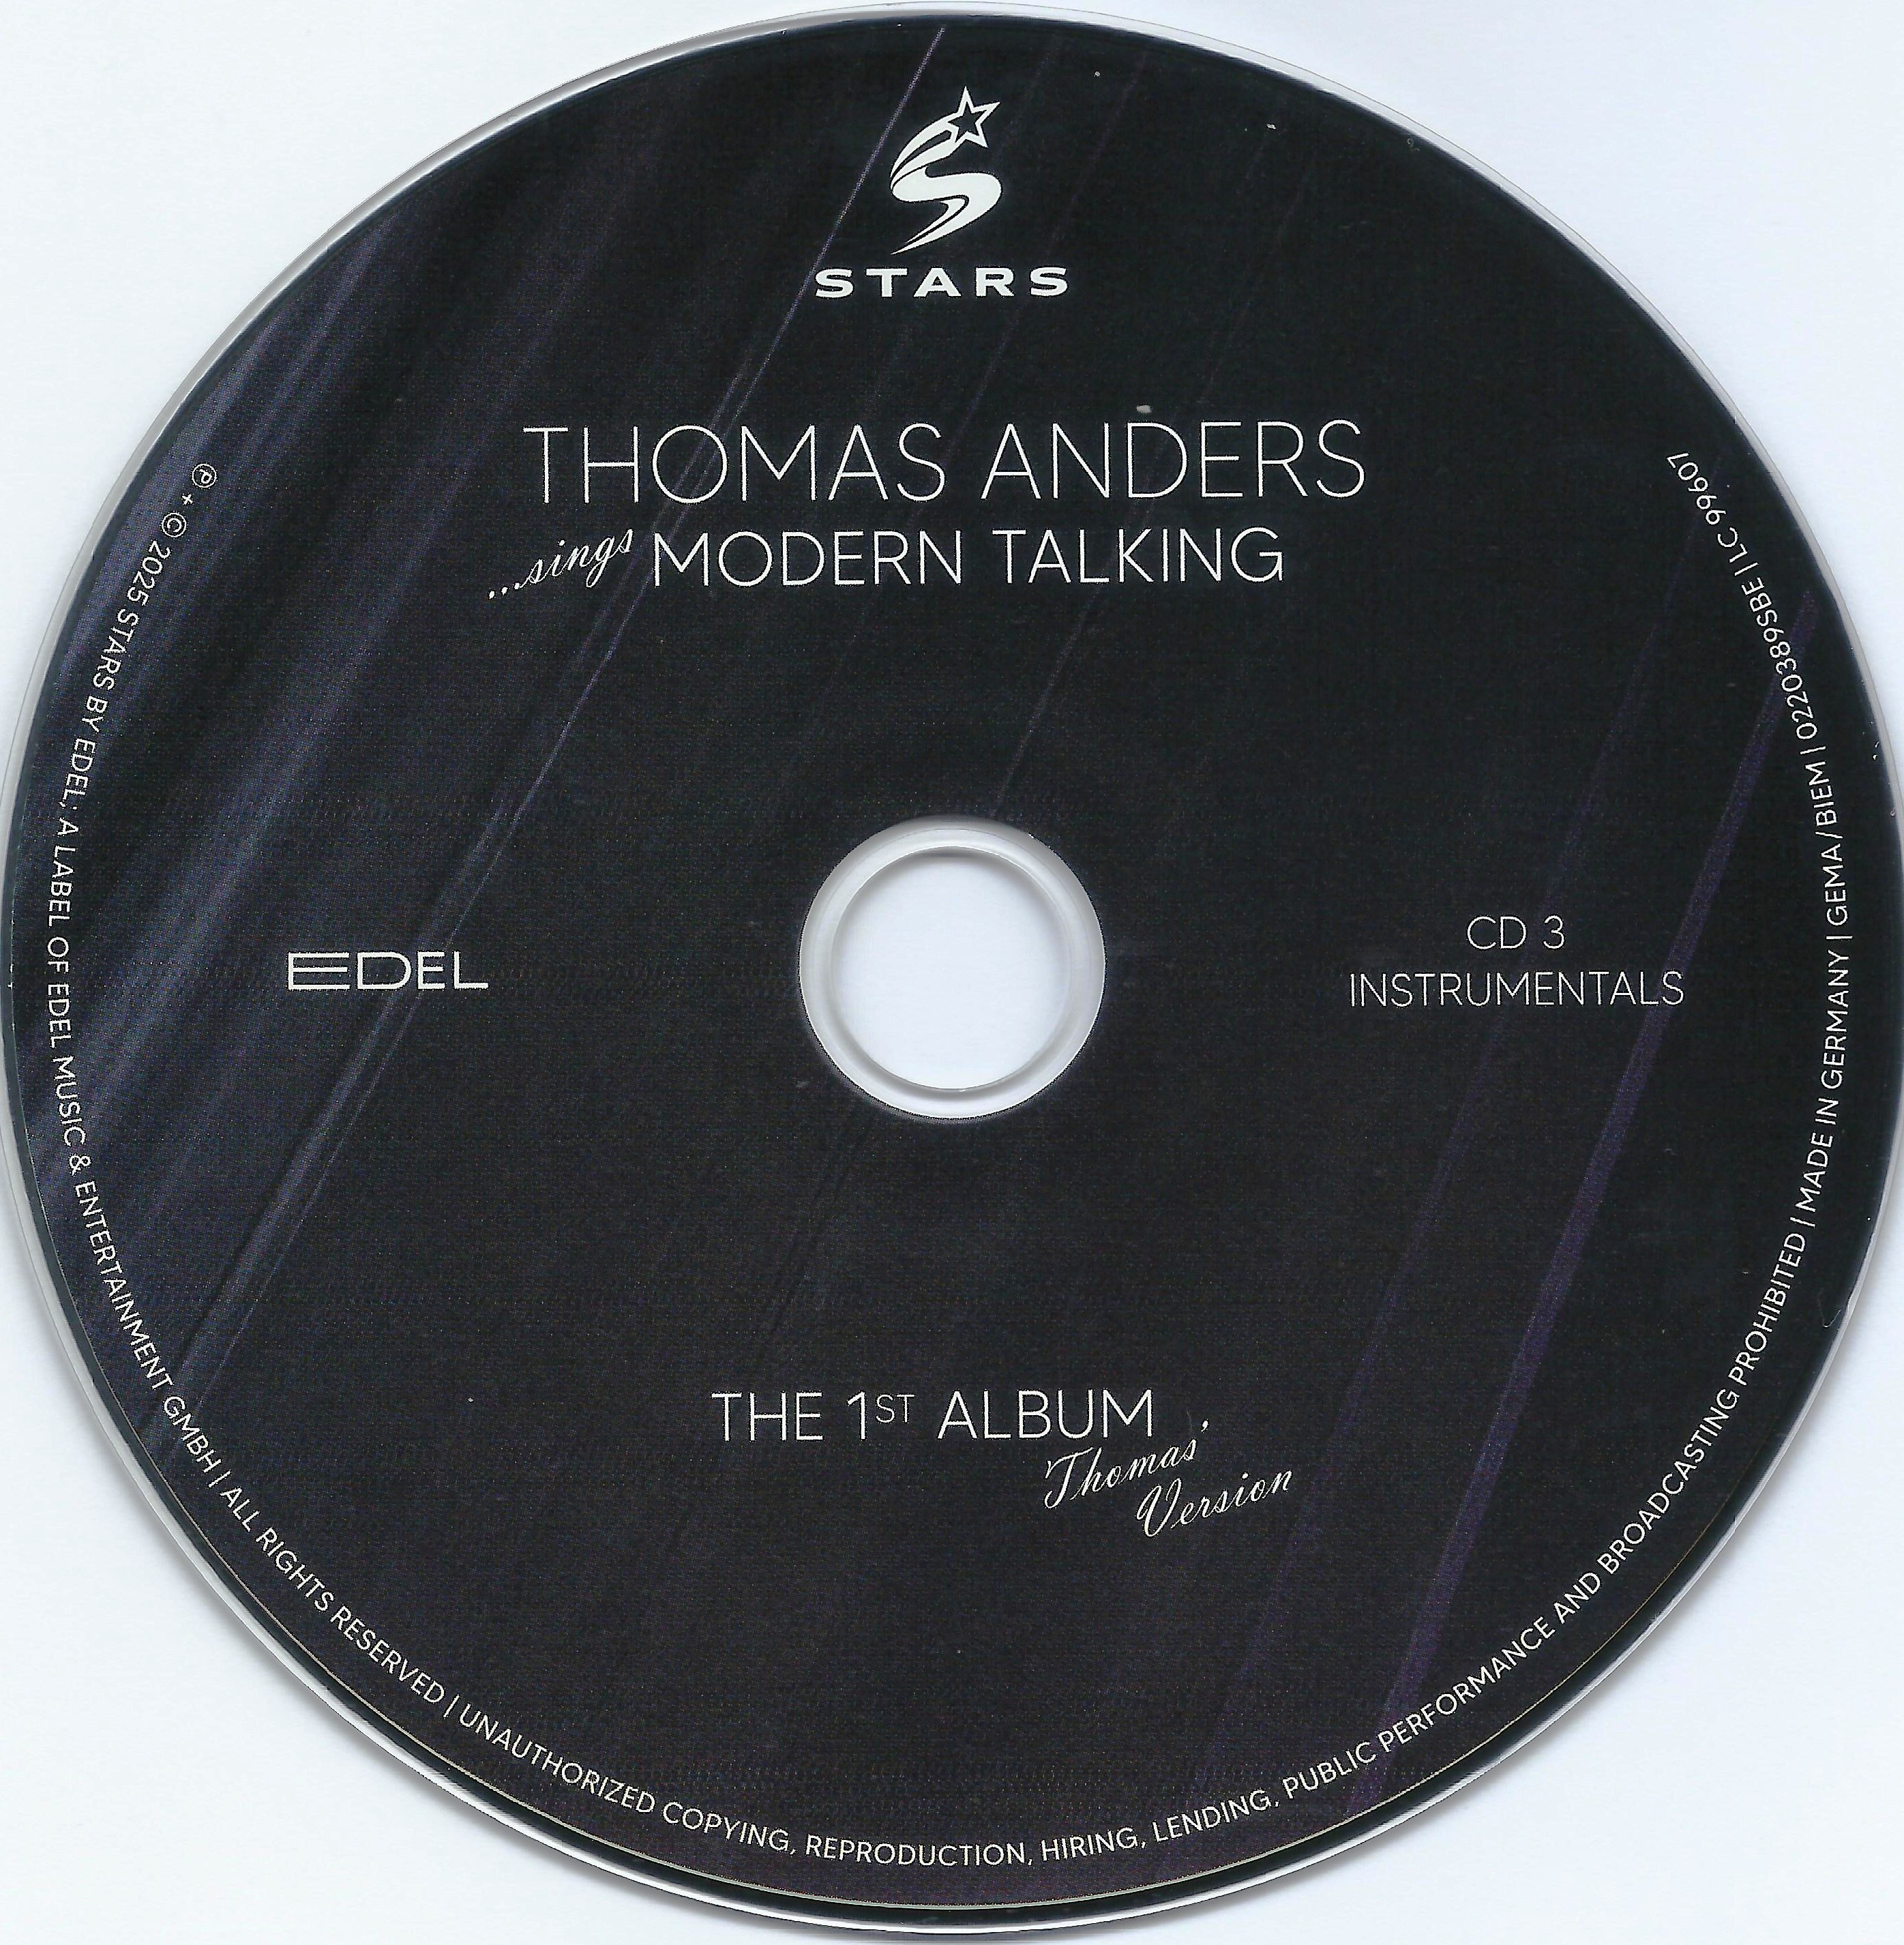 STARS
THOMAS ANDERS
...sings MODERN TALKING
EDEL
CD 3
INSTRUMENTALS
THE 1ST ALBUM
Thomas'
Version
℗ + © 2025 STARS BY EDEL; A LABEL OF EDEL MUSIC & ENTERTAINMENT GMBH | ALL RIGHTS RESERVED | UNAUTHORIZED COPYING, REPRODUCTION, HIRING, LENDING, PUBLIC PERFORMANCE AND BROADCASTING PROHIBITED | MADE IN GERMANY | GEMA/BIEM | 0220389SBE | LC 99607